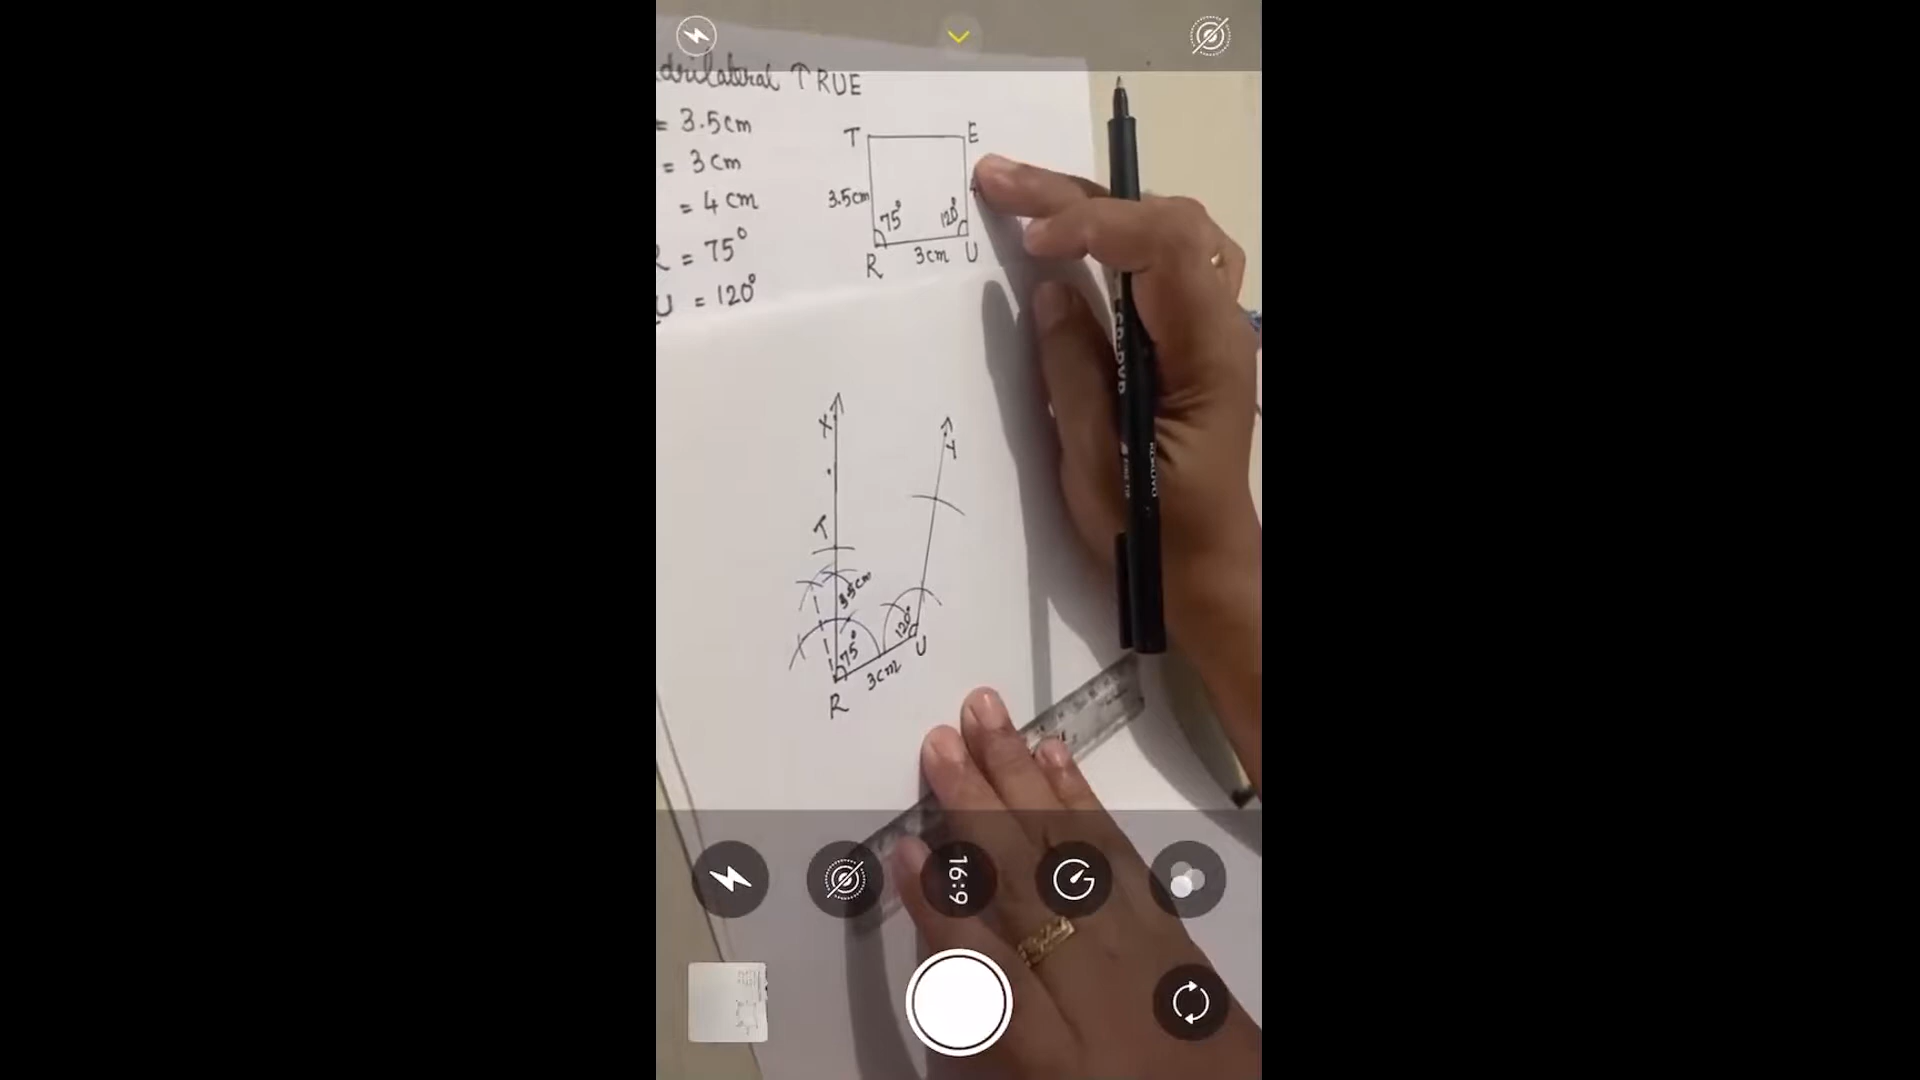 drilateral TRUE
= 3.5cm
= 3cm
= 4cm
R = 75°
U = 120°
T E
3.5cm 4
75° 120°
R 3cm U
X
Y
T
3.5cm
75° 120°
3cm U
R
16:9